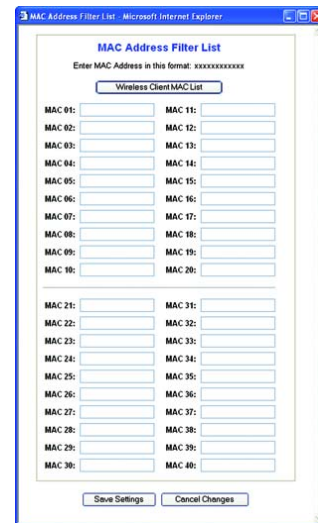 MAC Address Filter List - Microsoft Internet Explorer
MAC Address Filter List
Enter MAC Address in this format: xxxxxxxxxxxx
Wireless Client MAC List
MAC 01: MAC 11:
MAC 02: MAC 12:
MAC 03: MAC 13:
MAC 04: MAC 14:
MAC 05: MAC 15:
MAC 06: MAC 16:
MAC 07: MAC 17:
MAC 08: MAC 18:
MAC 09: MAC 19:
MAC 10: MAC 20:
MAC 21: MAC 31:
MAC 22: MAC 32:
MAC 23: MAC 33:
MAC 24: MAC 34:
MAC 25: MAC 35:
MAC 26: MAC 36:
MAC 27: MAC 37:
MAC 28: MAC 38:
MAC 29: MAC 39:
MAC 30: MAC 40:
Save Settings Cancel Changes